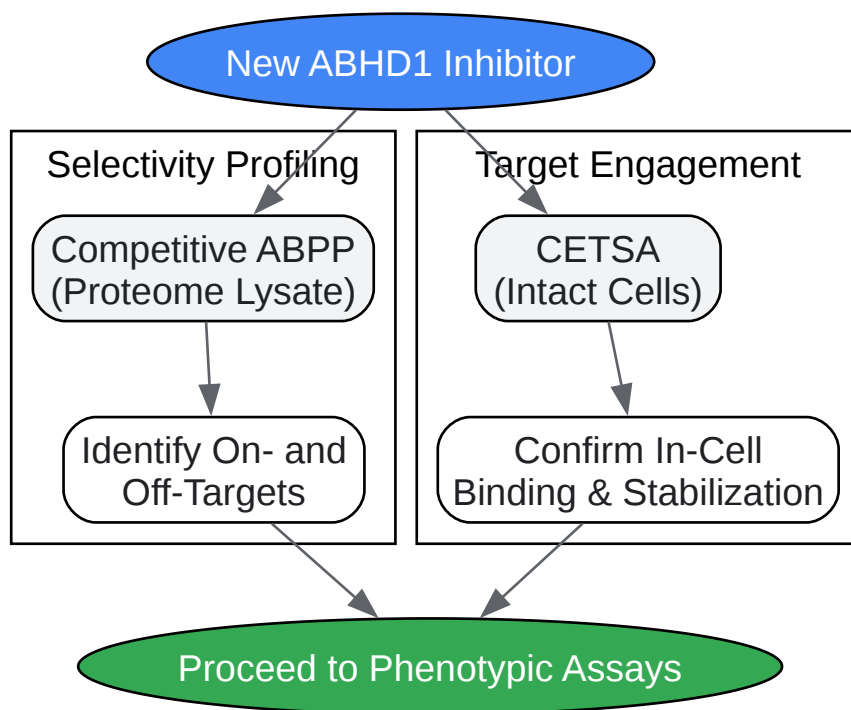 New ABHD1 Inhibitor
Selectivity Profiling
Competitive ABPP
(Proteome Lysate)
Identify On- and
Off-Targets
Target Engagement
CETSA
(Intact Cells)
Confirm In-Cell
Binding & Stabilization
Proceed to Phenotypic Assays